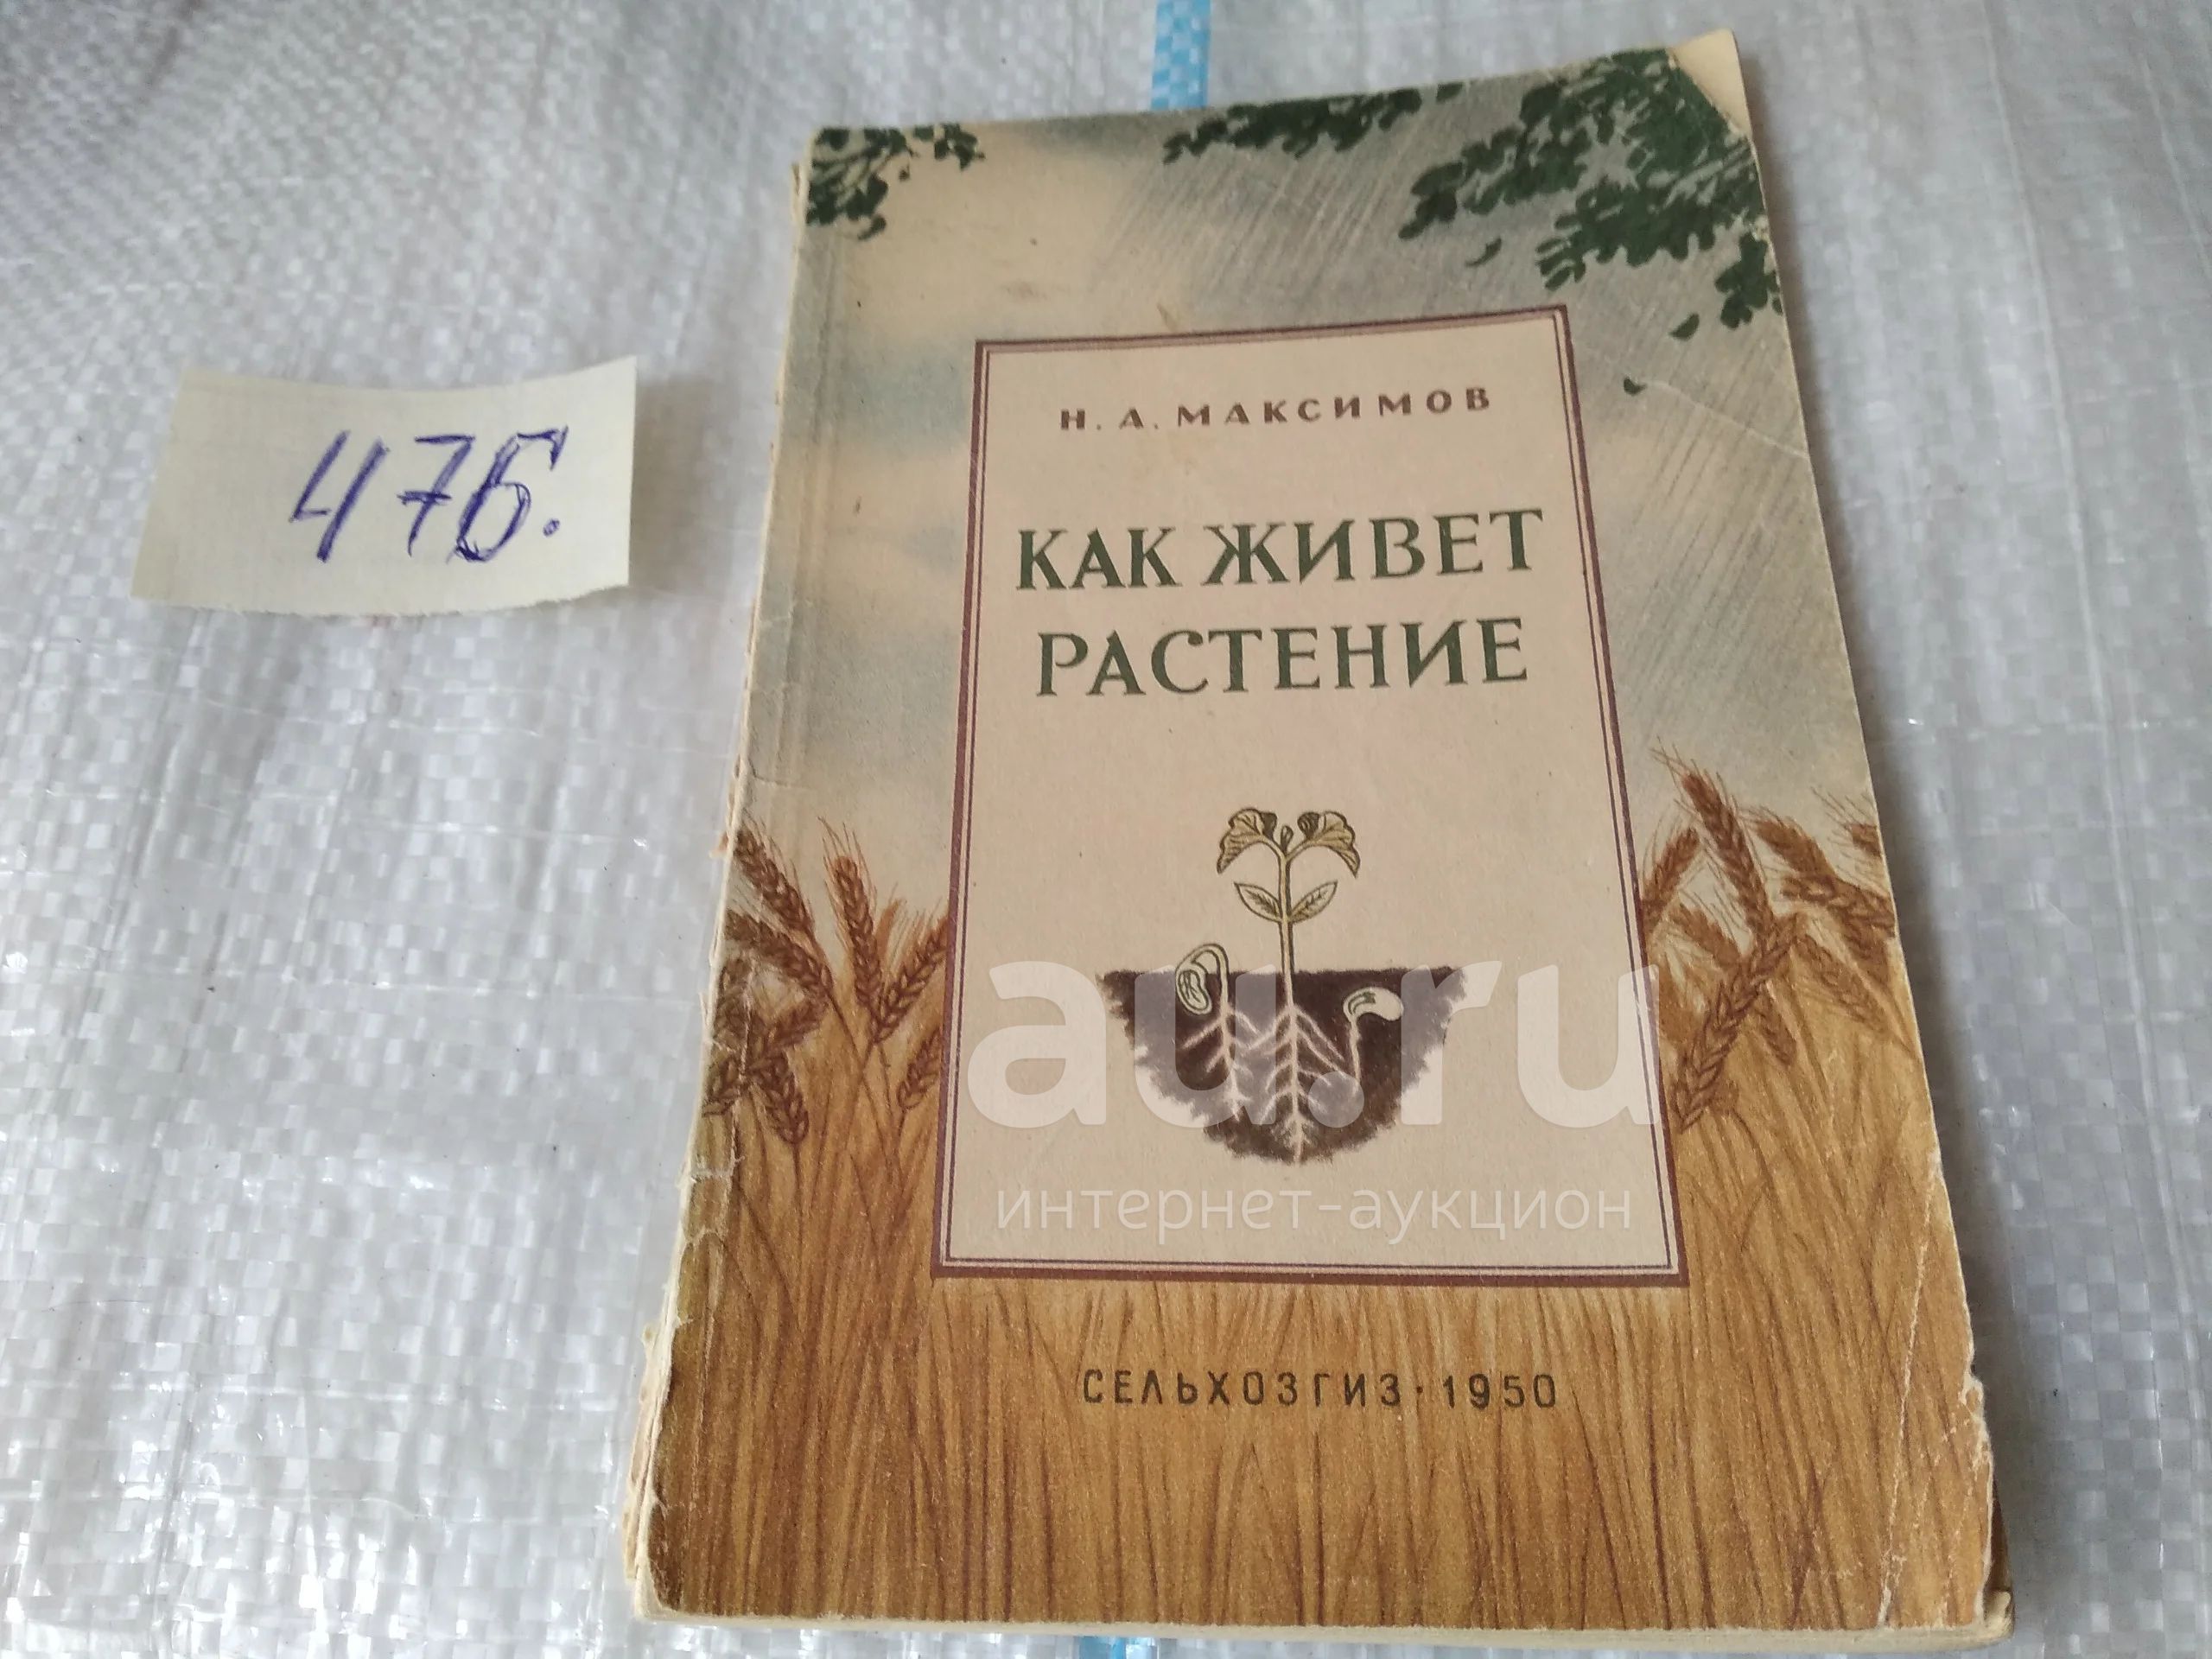 476.
Н. А. МАКСИМОВ
КАК ЖИВЕТ
РАСТЕНИЕ
au.ru
интернет-аукцион
СЕЛЬХОЗГИЗ · 1950